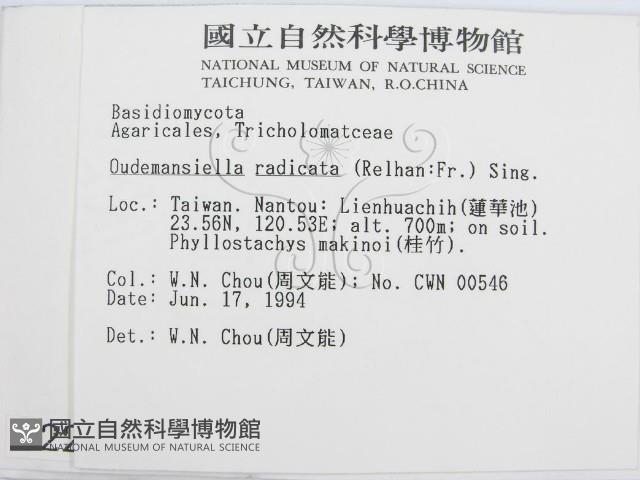 國立自然科學博物館
NATIONAL MUSEUM OF NATURAL SCIENCE
TAICHUNG, TAIWAN, R.O.CHINA
Basidiomycota
Agaricales, Tricholomatceae
Oudemansiella radicata (Relhan:Fr.) Sing.
Loc.: Taiwan. Nantou: Lienhuachih(蓮華池)
23.56N, 120.53E; alt. 700m; on soil.
Phyllostachys makinoi(桂竹).
Col.: W.N. Chou(周文能); No. CWN 00546
Date: Jun. 17, 1994
Det.: W.N. Chou(周文能)
國立自然科學博物館
NATIONAL MUSEUM OF NATURAL SCIENCE